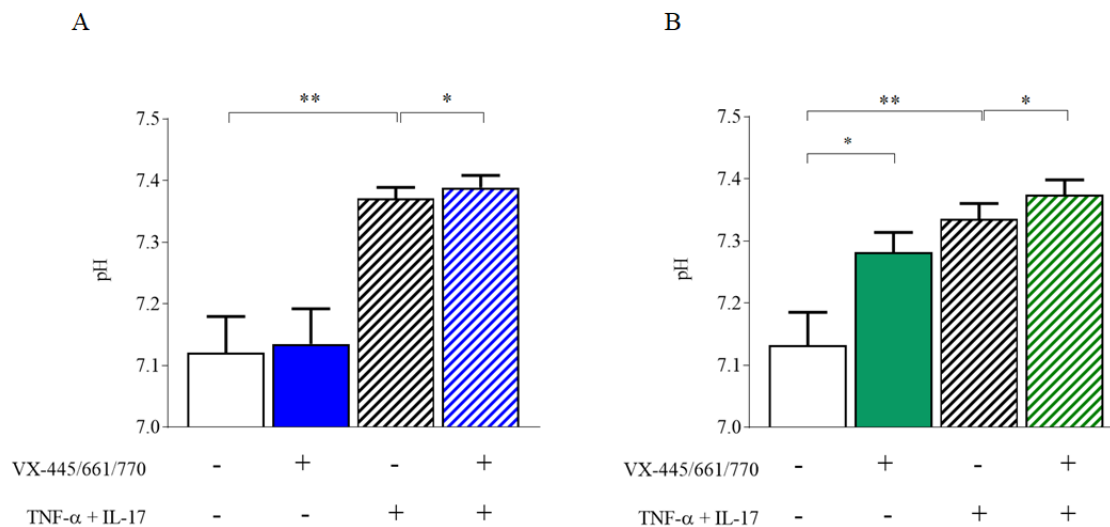 A
B
** *
7.5
7.4
7.3
7.2
7.1
7.0
pH
VX-445/661/770 - + - +
TNF-α + IL-17 - - + +
** *
*
7.5
7.4
7.3
7.2
7.1
7.0
pH
VX-445/661/770 - + - +
TNF-α + IL-17 - - + +